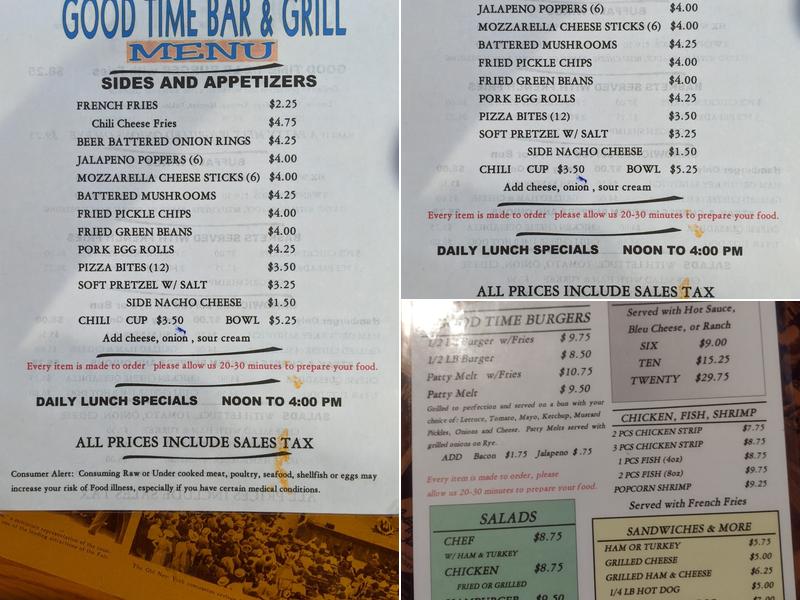 GOOD TIME BAR & GRILL
MENU
SIDES AND APPETIZERS
FRENCH FRIES $2.25
Chili Cheese Fries $4.75
BEER BATTERED ONION RINGS $4.25
JALAPENO POPPERS (6) $4.00
MOZZARELLA CHEESE STICKS (6) $4.00
BATTERED MUSHROOMS $4.25
FRIED PICKLE CHIPS $4.00
FRIED GREEN BEANS $4.00
PORK EGG ROLLS $4.25
PIZZA BITES (12) $3.50
SOFT PRETZEL W/ SALT $3.25
SIDE NACHO CHEESE $1.50
CHILI CUP $3.50 BOWL $5.25
Add cheese, onion , sour cream
Every item is made to order please allow us 20-30 minutes to prepare your food.
DAILY LUNCH SPECIALS NOON TO 4:00 PM
ALL PRICES INCLUDE SALES TAX
Consumer Alert: Consuming Raw or Under cooked meat, poultry, seafood, shellfish or eggs may
increase your risk of Food illness, especially if you have certain medical conditions.
JALAPENO POPPERS (6) $4.00
MOZZARELLA CHEESE STICKS (6) $4.00
BATTERED MUSHROOMS $4.25
FRIED PICKLE CHIPS $4.00
FRIED GREEN BEANS $4.00
PORK EGG ROLLS $4.25
PIZZA BITES (12) $3.50
SOFT PRETZEL W/ SALT $3.25
SIDE NACHO CHEESE $1.50
CHILI CUP $3.50 BOWL $5.25
Add cheese, onion , sour cream
Every item is made to order please allow us 20-30 minutes to prepare your food.
DAILY LUNCH SPECIALS NOON TO 4:00 PM
ALL PRICES INCLUDE SALES TAX
TIME BURGERS
1/2 Lb Burger w/Fries $ 9.75
1/2 LB Burger $ 8.50
Patty Melt w/Fries $10.75
Patty Melt $ 9.50
Grilled to perfection and served on a bun with your
choice of: Lettuce, Tomato, Mayo, Ketchup, Mustard
Pickles, Onions and Cheese. Patty Melts served with
grilled onions on Rye.
ADD Bacon $1.75 Jalapeno $ .75
Every item is made to order, please
allow us 20-30 minutes to prepare your food.
SALADS
CHEF $8.75
W/ HAM & TURKEY
CHICKEN $8.75
FRIED OR GRILLED
HAMBURGER $9.50
Served with Hot Sauce,
Bleu Cheese, or Ranch
SIX $9.00
TEN $15.25
TWENTY $29.75
CHICKEN, FISH, SHRIMP
2 PCS CHICKEN STRIP $7.75
3 PCS CHICKEN STRIP $8.75
1 PCS FISH (4oz) $8.75
2 PCS FISH (8oz) $9.75
POPCORN SHRIMP $9.25
Served with French Fries
SANDWICHES & MORE
HAM OR TURKEY $5.75
GRILLED CHEESE $5.00
GRILLED HAM & CHEESE $6.25
1/4 LB HOT DOG $5.00